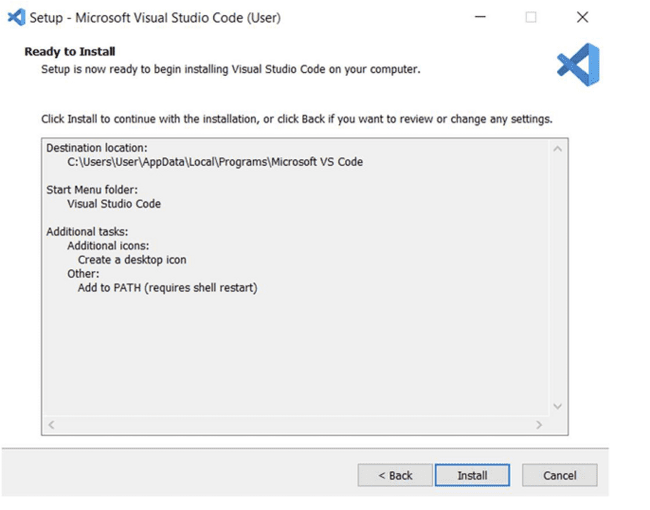 Setup - Microsoft Visual Studio Code (User)
Ready to Install
Setup is now ready to begin installing Visual Studio Code on your computer.
Click Install to continue with the installation, or click Back if you want to review or change any settings.
Destination location:
C:\Users\User\AppData\Local\Programs\Microsoft VS Code
Start Menu folder:
Visual Studio Code
Additional tasks:
Additional icons:
Create a desktop icon
Other:
Add to PATH (requires shell restart)
< Back Install Cancel